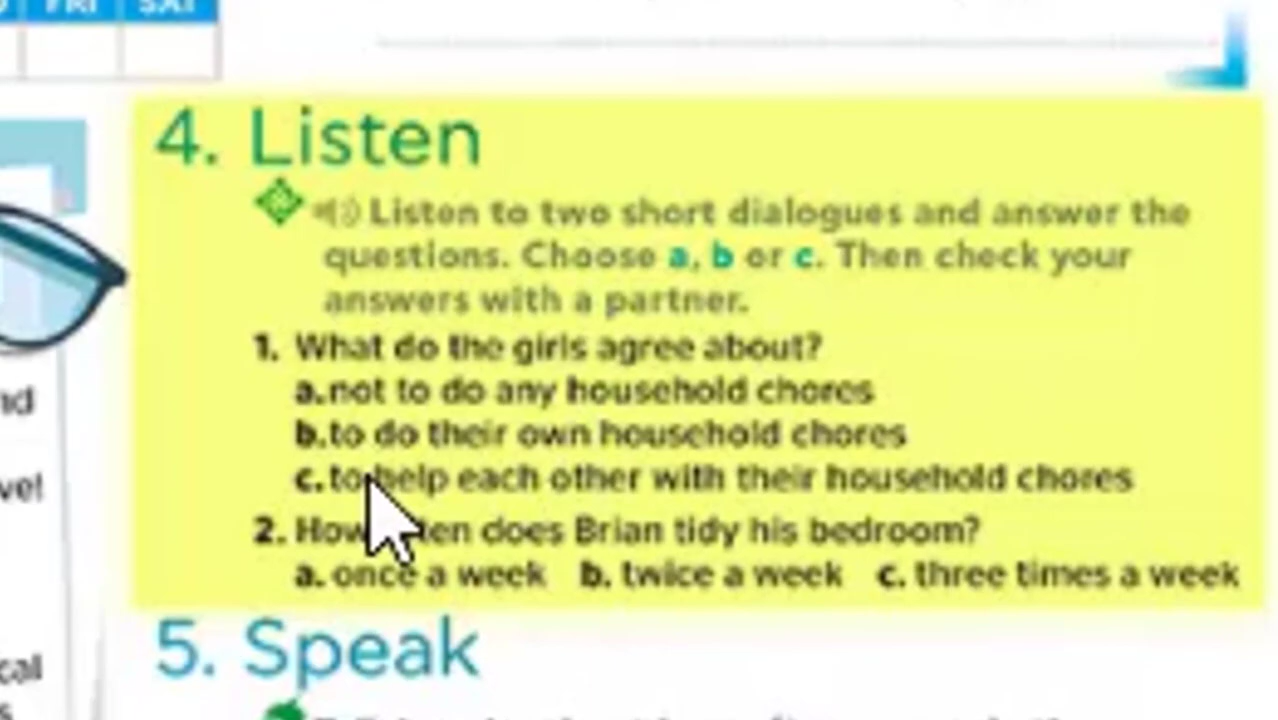 FRI SAT
4. Listen
Listen to two short dialogues and answer the
questions. Choose a, b or c. Then check your
answers with a partner.
1. What do the girls agree about?
a. not to do any household chores
b. to do their own household chores
c. to help each other with their household chores
2. How does Brian tidy his bedroom?
a. once a week b. twice a week c. three times a week
5. Speak